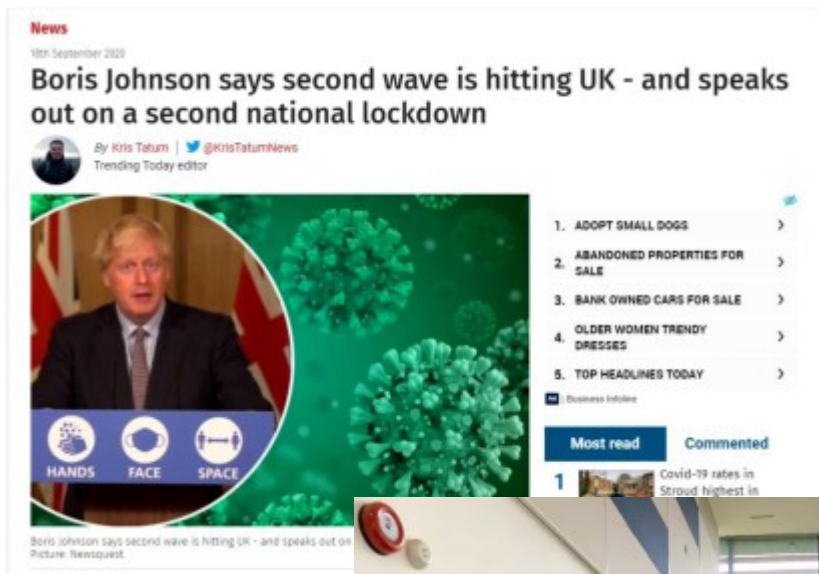 News
18th September 2020
Boris Johnson says second wave is hitting UK - and speaks
out on a second national lockdown
By Kris Tatum | @KrisTatumNews
Trending Today editor
HANDS
FACE
SPACE
Boris Johnson says second wave is hitting UK - and speaks out on
Picture: Newsquest
1. ADOPT SMALL DOGS
2. ABANDONED PROPERTIES FOR
SALE
3. BANK OWNED CARS FOR SALE
4. OLDER WOMEN TRENDY
DRESSES
5. TOP HEADLINES TODAY
Ad | Business Infoline
Most read
Commented
1
Covid-19 rates in
Stroud highest in